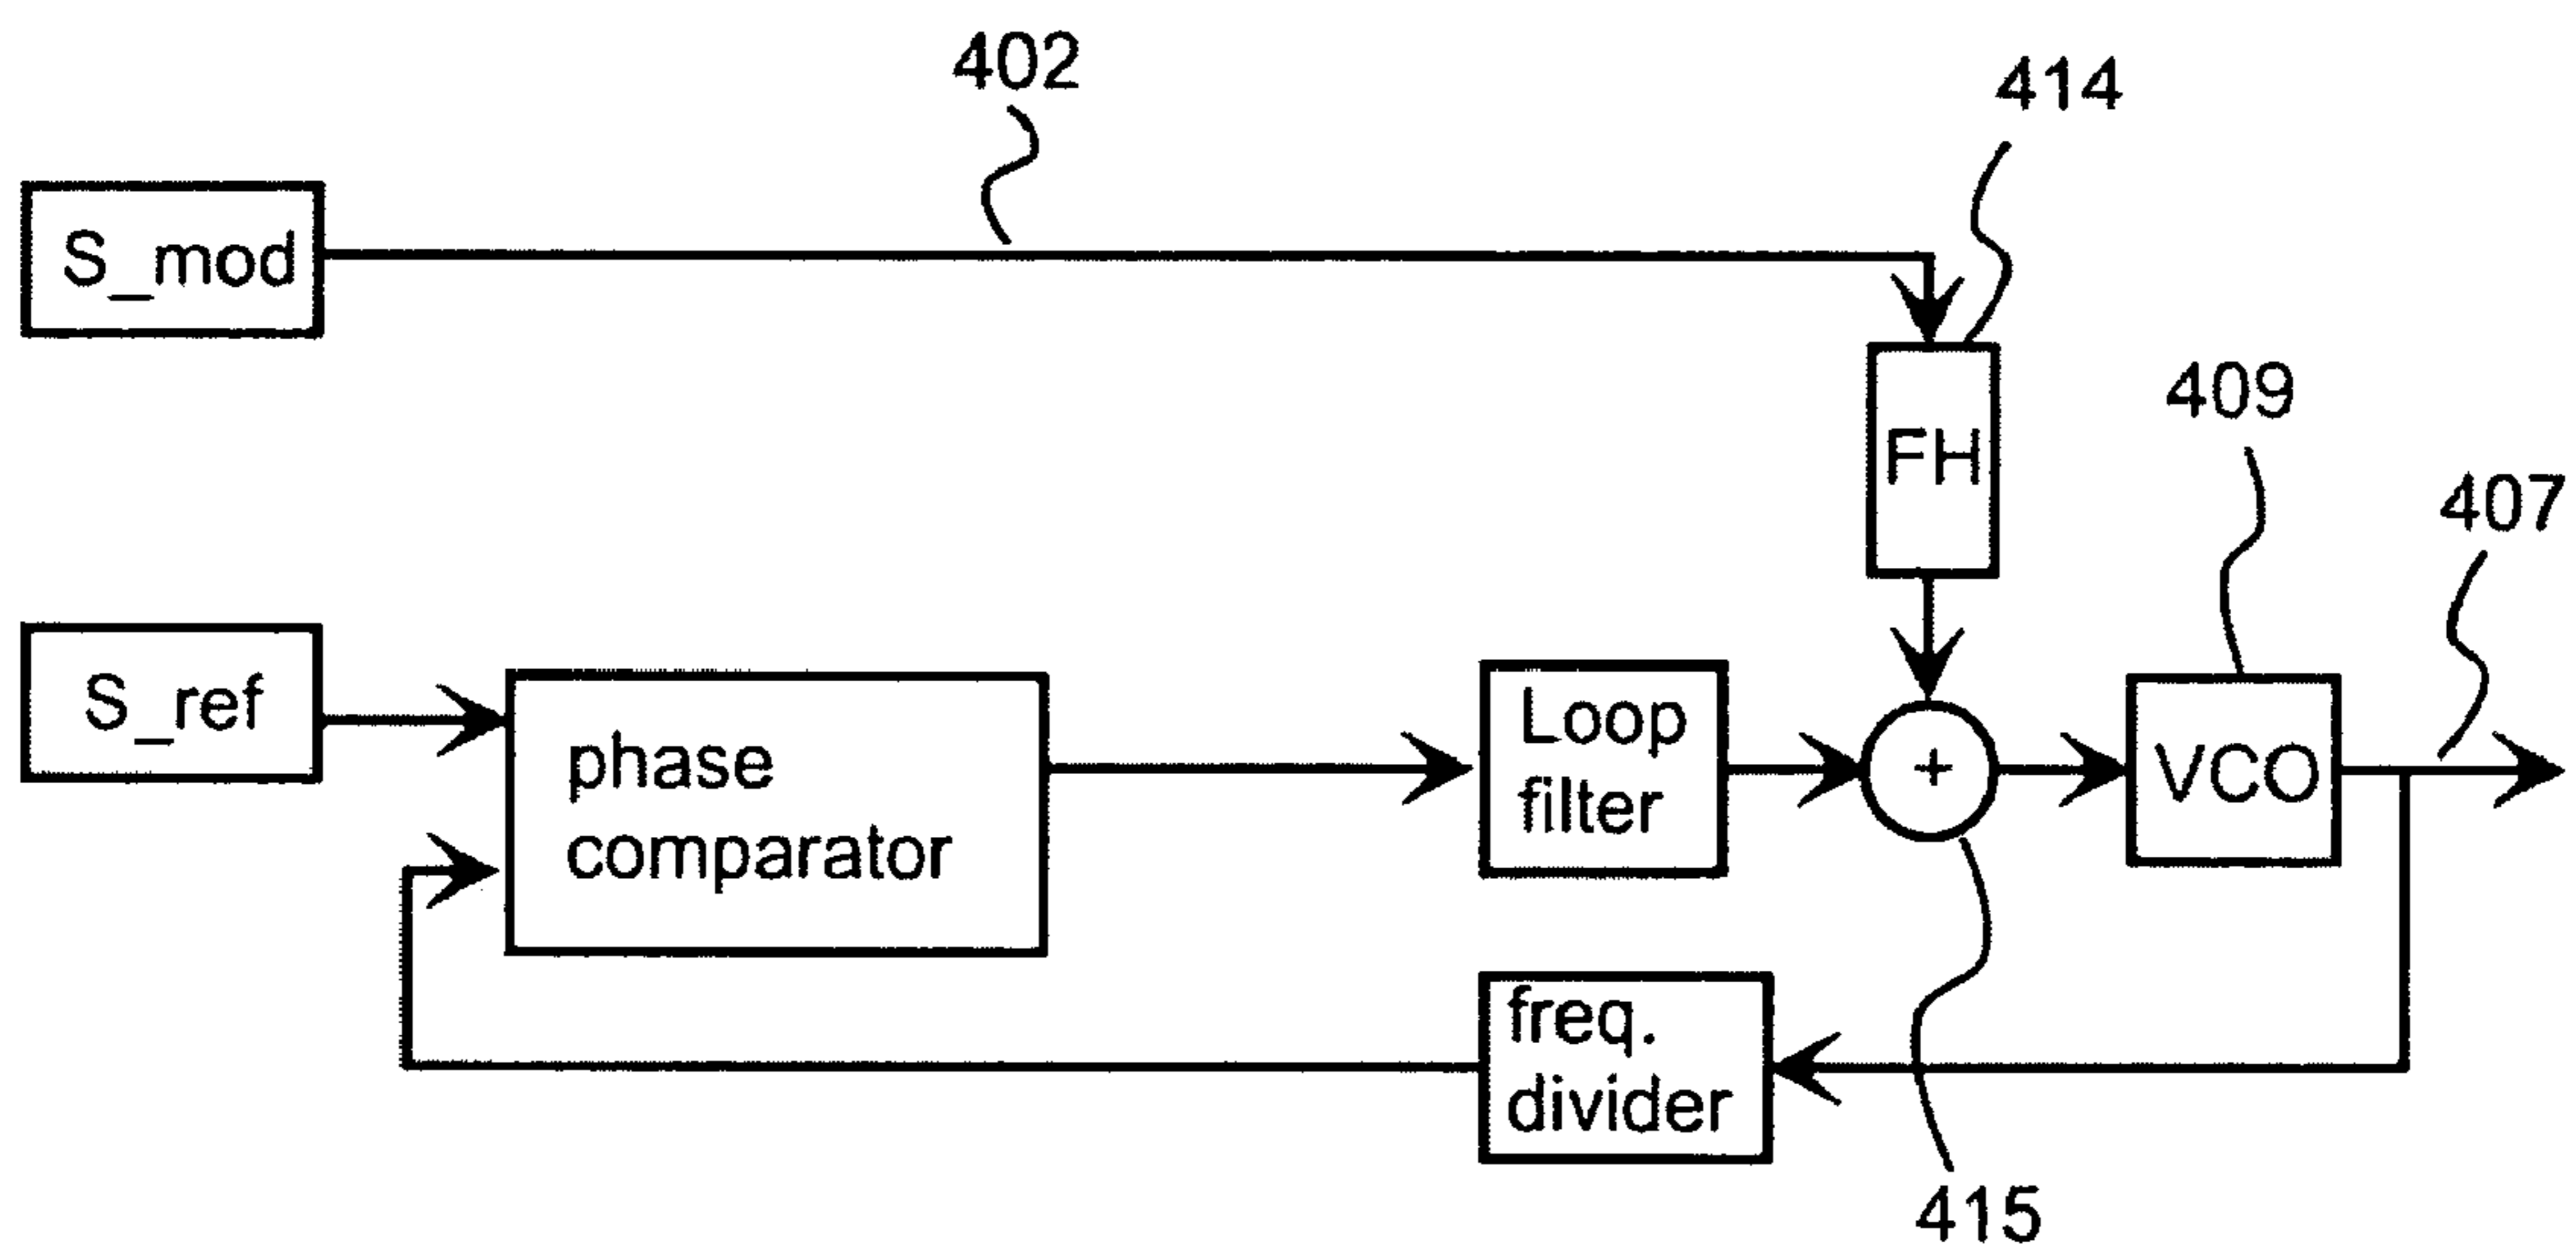 402
414
S_mod
409
FH
407
S_ref
phase
comparator
Loop
filter
+
VCO
freq.
divider
415